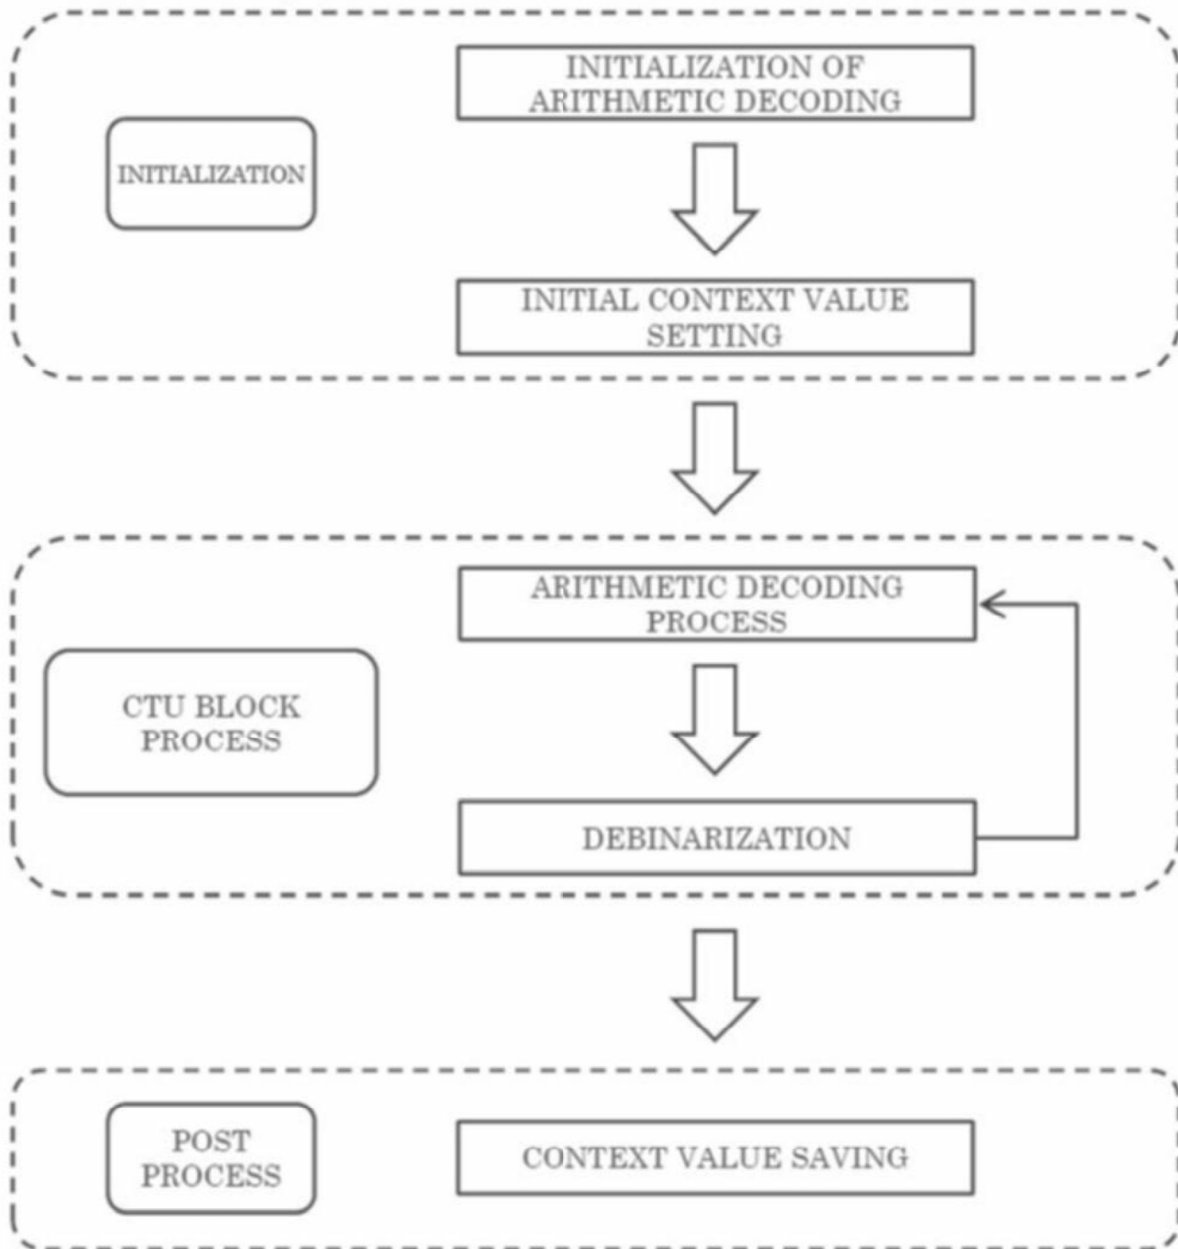 INITIALIZATION OF
ARITHMETIC DECODING
INITIALIZATION
INITIAL CONTEXT VALUE
SETTING
ARITHMETIC DECODING
PROCESS
CTU BLOCK
PROCESS
DEBINARIZATION
POST
PROCESS
CONTEXT VALUE SAVING